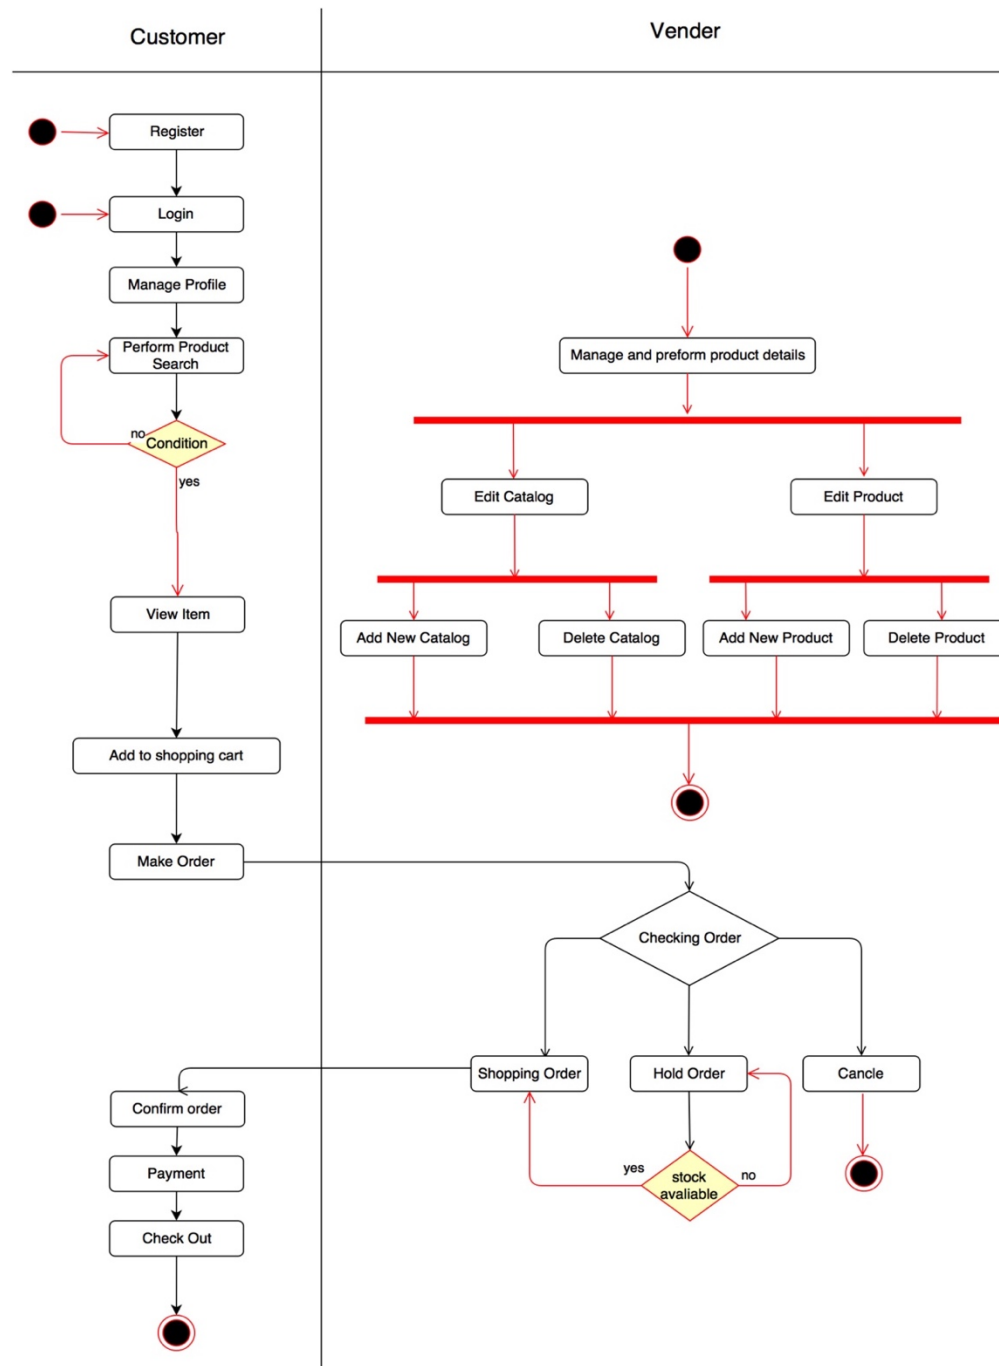 Customer
Vender
Register
Login
Manage Profile
Perform Product
Search
no
Condition
yes
View Item
Add to shopping cart
Make Order
Manage and preform product details
Edit Catalog
Edit Product
Add New Catalog
Delete Catalog
Add New Product
Delete Product
Checking Order
Shopping Order
Hold Order
Cancle
yes
stock
avaliable
no
Confirm order
Payment
Check Out